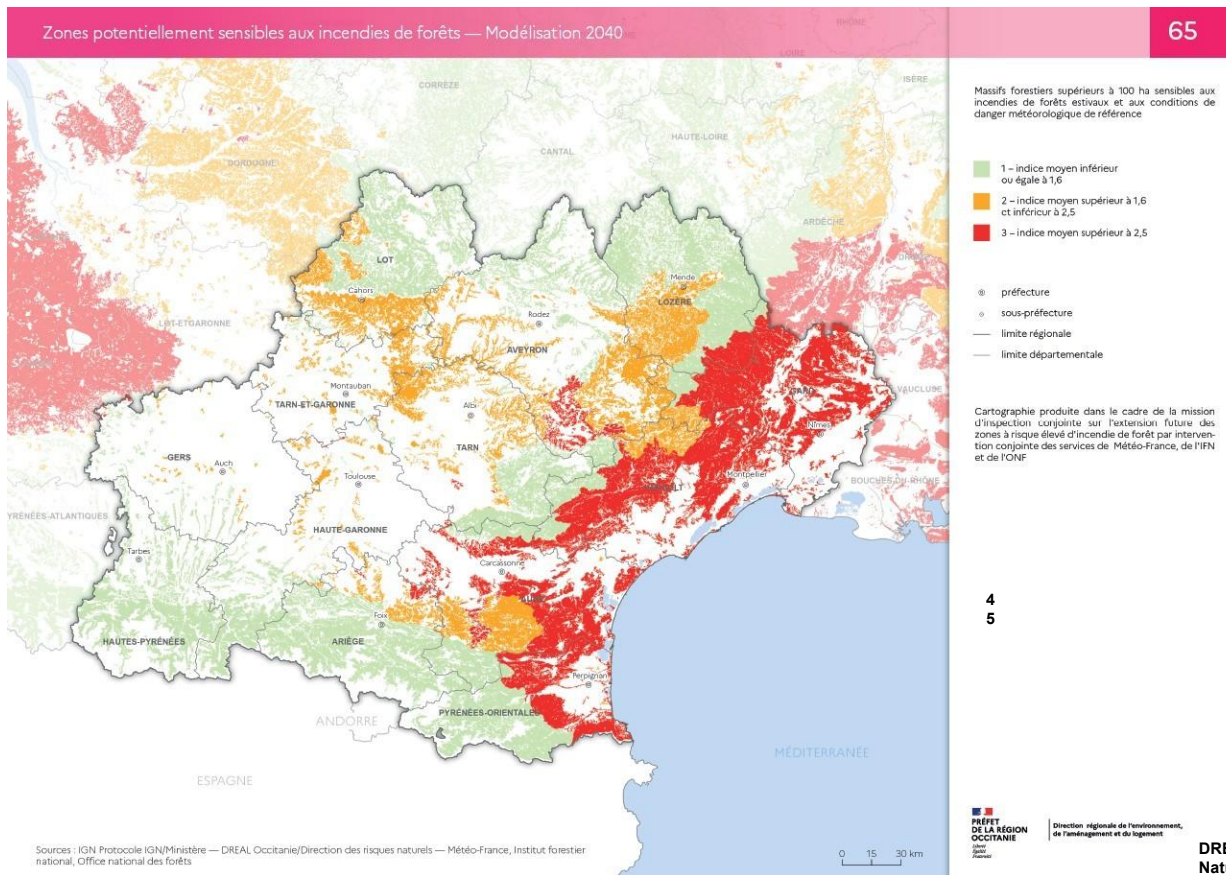 Zones potentiellement sensibles aux incendies de forêts — Modélisation 2040
65
RHÔNE
LOIRE
ISÈRE
CORRÈZE
HAUTE-LOIRE
CANTAL
DORDOGNE
ARDÈCHE
LOT
Cahors
Mende
LOZÈRE
LOT-ET-GARONNE
Rodez
AVEYRON
GARD
VAUCLUSE
Montauban
TARN-ET-GARONNE
Albi
TARN
Nîmes
GERS
Auch
Toulouse
Montpellier
HÉRAULT
BOUCHES-DU-RHÔNE
PYRÉNÉES-ATLANTIQUES
HAUTE-GARONNE
Tarbes
Carcassonne
AUDE
Foix
HAUTES-PYRÉNÉES
ARIÈGE
Perpignan
PYRÉNÉES-ORIENTALES
ANDORRE
ESPAGNE
MÉDITERRANÉE
0 15 30 km
Sources : IGN Protocole IGN/Ministère — DREAL Occitanie/Direction des risques naturels — Météo-France, Institut forestier
national, Office national des forêts
Massifs forestiers supérieurs à 100 ha sensibles aux
incendies de forêts estivaux et aux conditions de
danger météorologique de référence
1 – indice moyen inférieur
ou égale à 1,6
2 – indice moyen supérieur à 1,6
et inférieur à 2,5
3 – indice moyen supérieur à 2,5
préfecture
sous-préfecture
limite régionale
limite départementale
Cartographie produite dans le cadre de la mission
d'inspection conjointe sur l'extension future des
zones à risque élevé d'incendie de forêt par interven-
tion conjointe des services de Météo-France, de l'IFN
et de l'ONF
4
5
PRÉFET
DE LA RÉGION
OCCITANIE
Liberté
Égalité
Fraternité
Direction régionale de l'environnement,
de l'aménagement et du logement
DRE
Natu